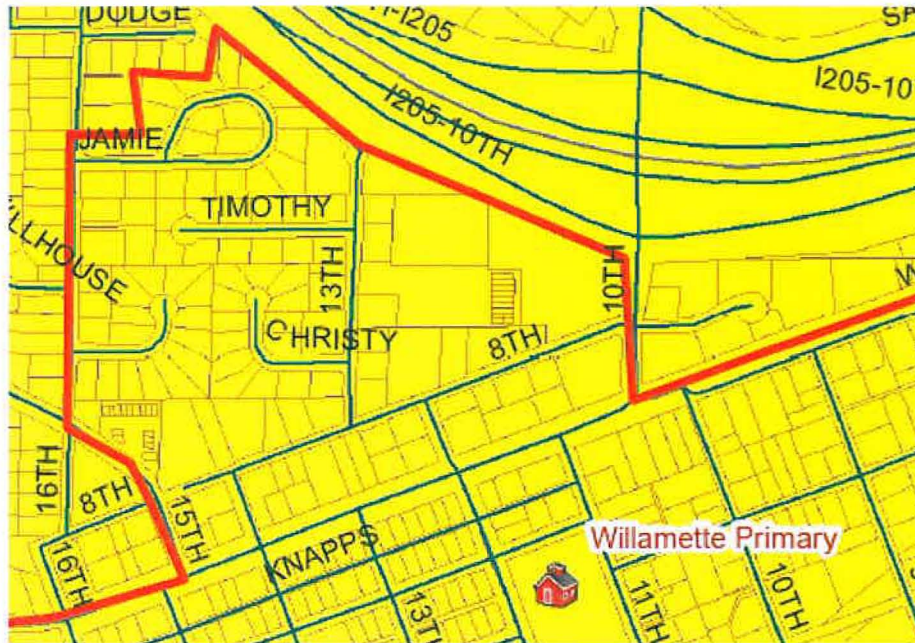 DODGE
I205
SP
I205-10
I205-10TH
JAMIE
TIMOTHY
LLHOUSE
13TH
10TH
W
CHRISTY
8TH
16TH
8TH
15TH
KNAPPS
Willamette Primary
16TH
13TH
11TH
10TH